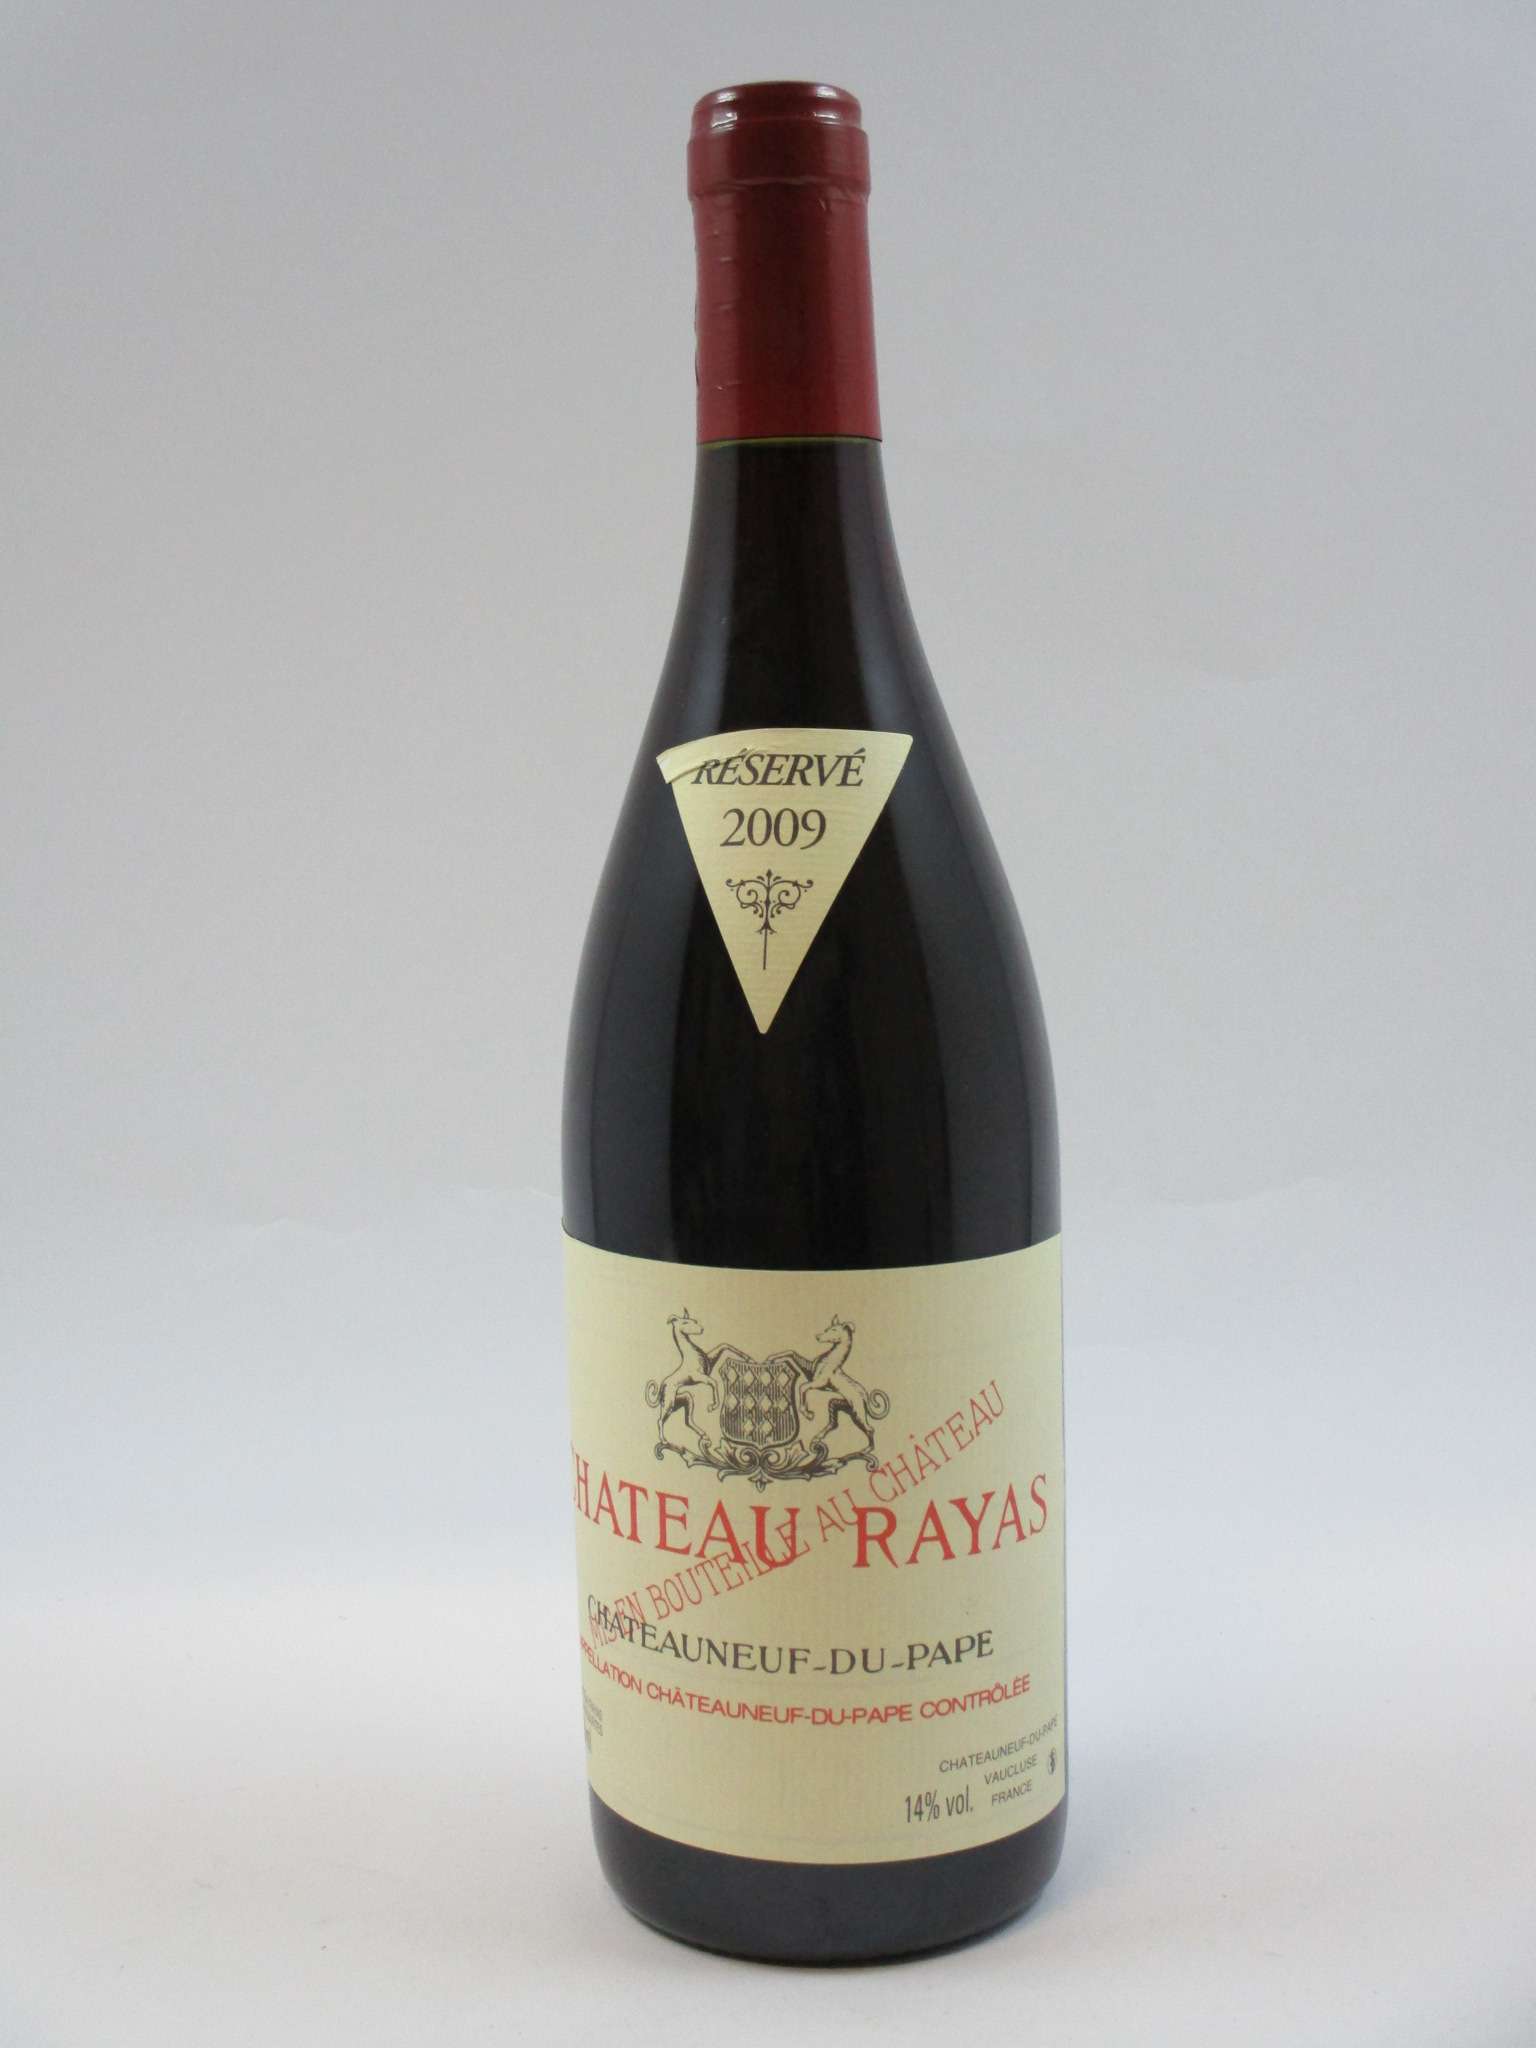 RÉSERVÉ
2009
CHATEAU RAYAS
MIS EN BOUTEILLE AU CHÂTEAU
CHATEAUNEUF-DU-PAPE
APPELLATION CHÂTEAUNEUF-DU-PAPE CONTRÔLÉE
CHATEAUNEUF-DU-PAPE
VAUCLUSE
FRANCE
14% vol.